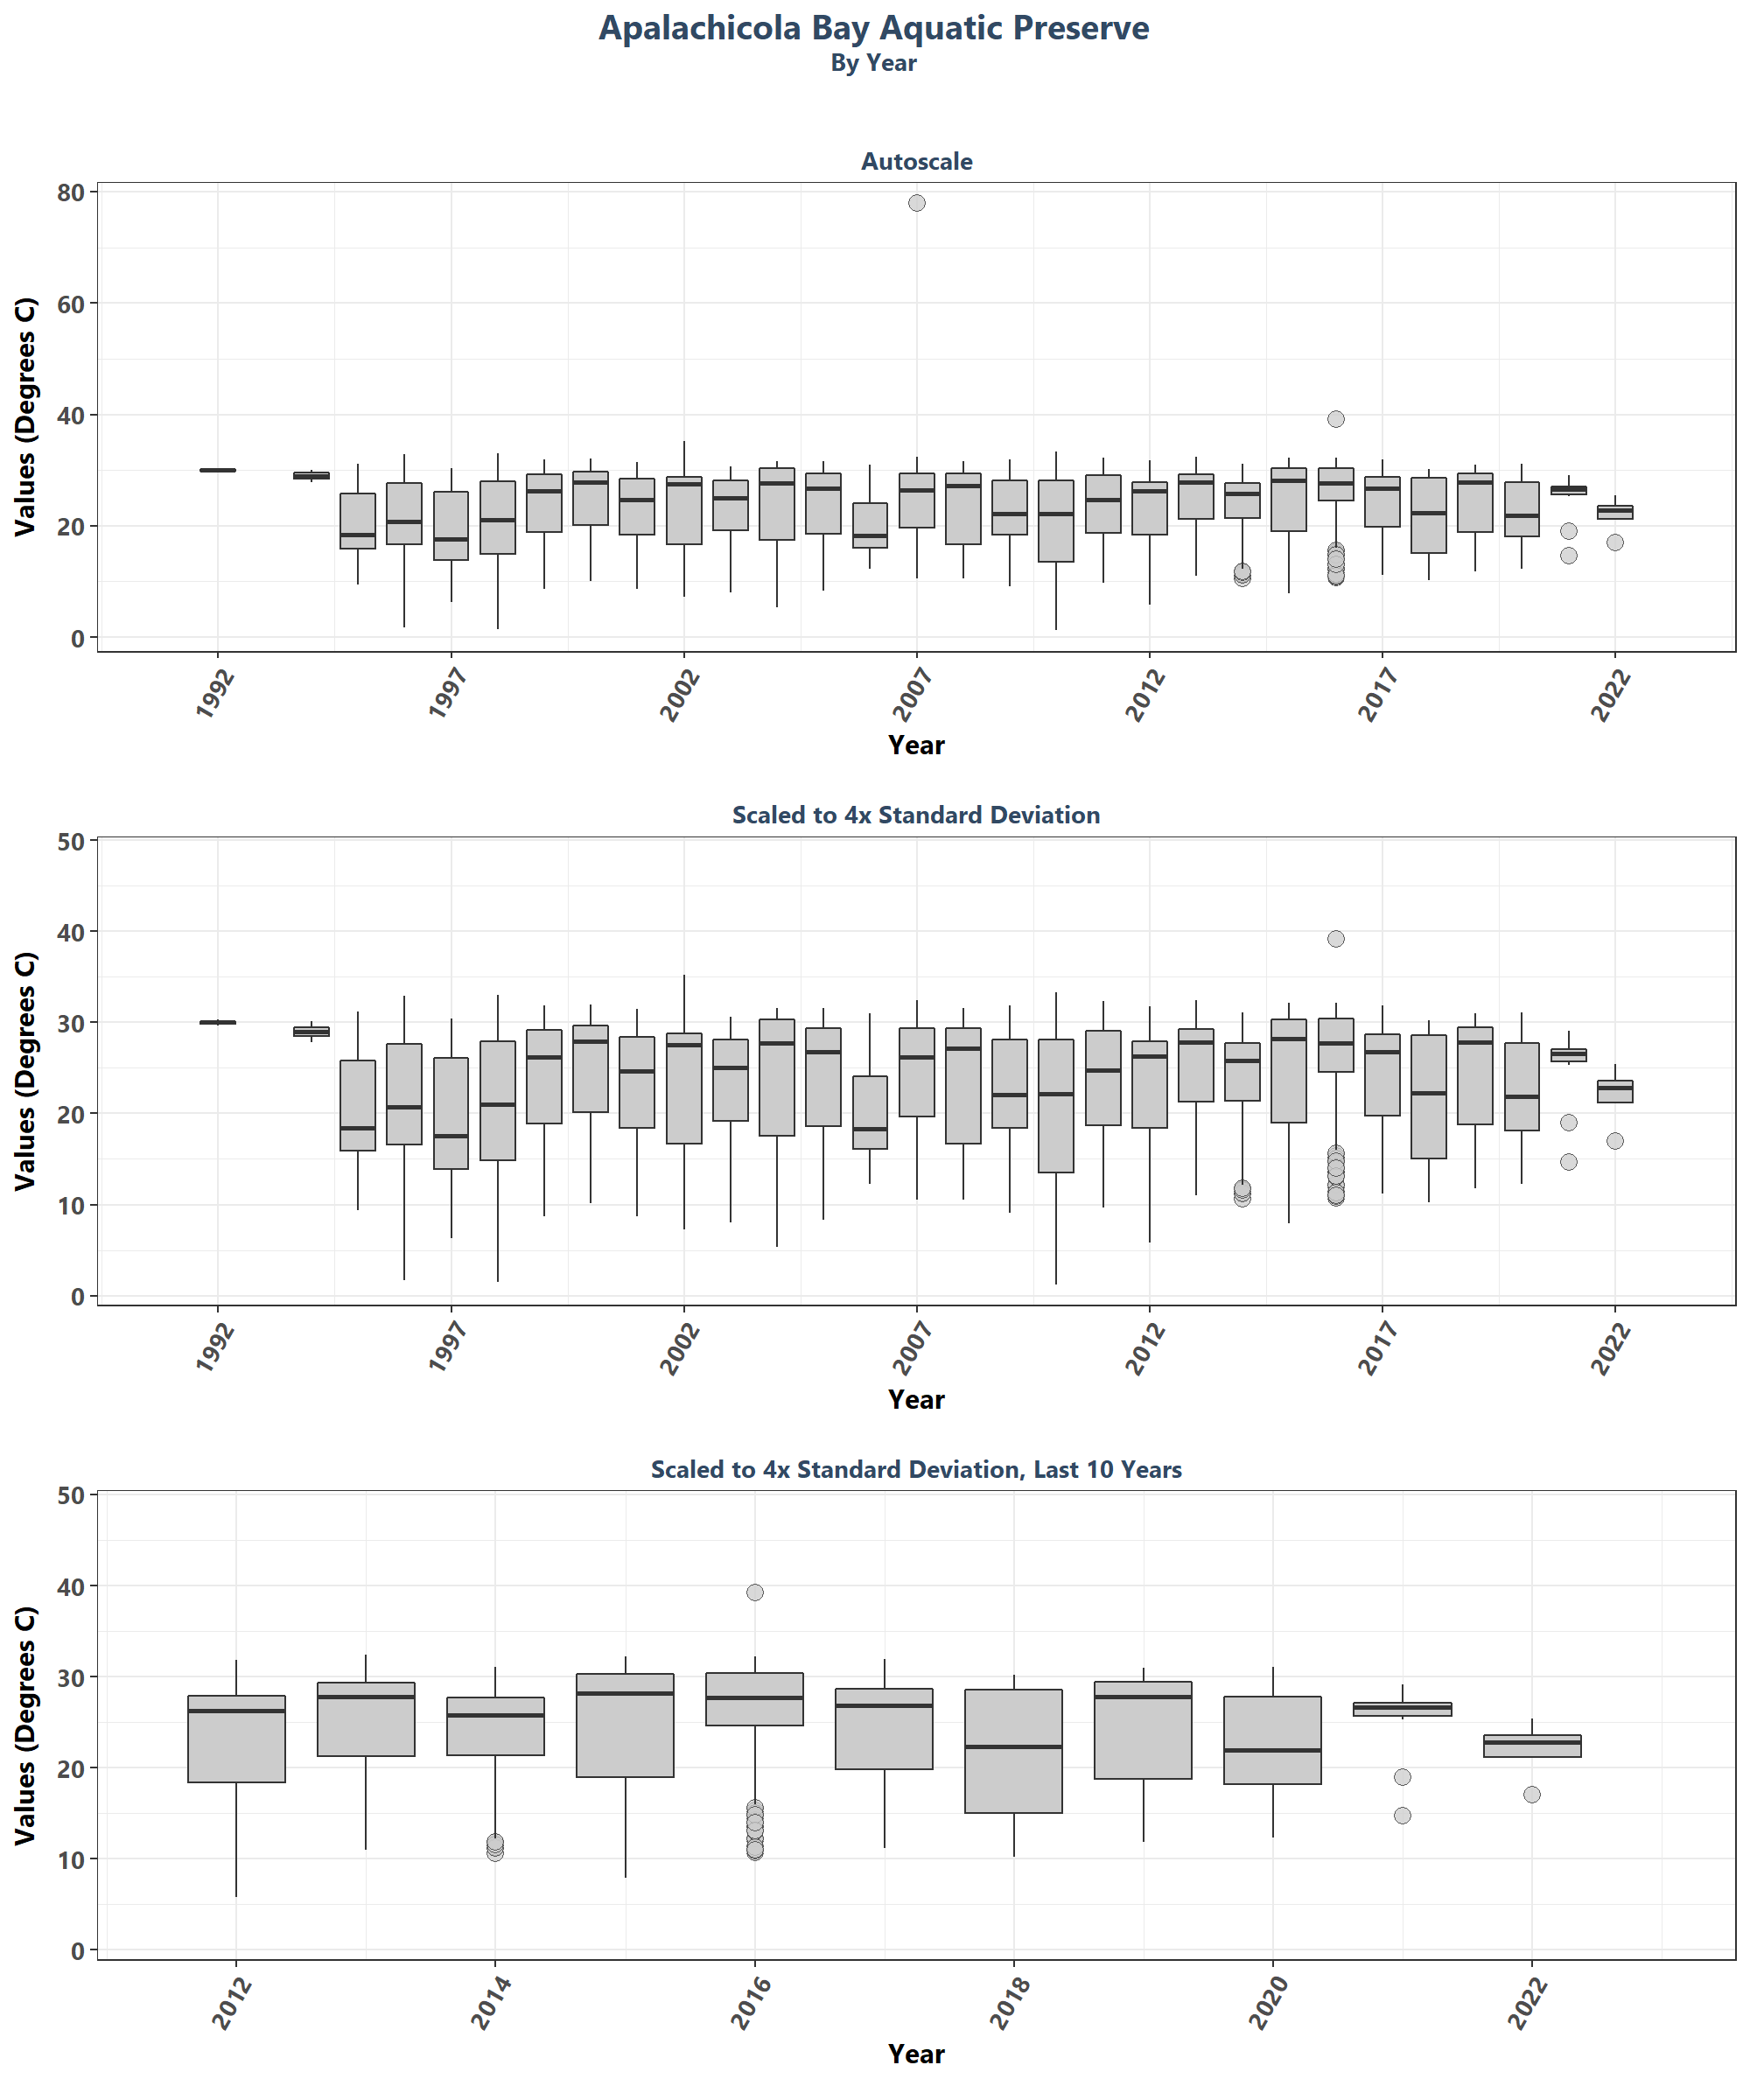 Apalachicola Bay Aquatic Preserve
By Year
Autoscale
Values (Degrees C)
80
60
40
20
0
1992 1997 2002 2007 2012 2017 2022
Year
Scaled to 4x Standard Deviation
Values (Degrees C)
50
40
30
20
10
0
1992 1997 2002 2007 2012 2017 2022
Year
Scaled to 4x Standard Deviation, Last 10 Years
Values (Degrees C)
50
40
30
20
10
0
2012 2014 2016 2018 2020 2022
Year